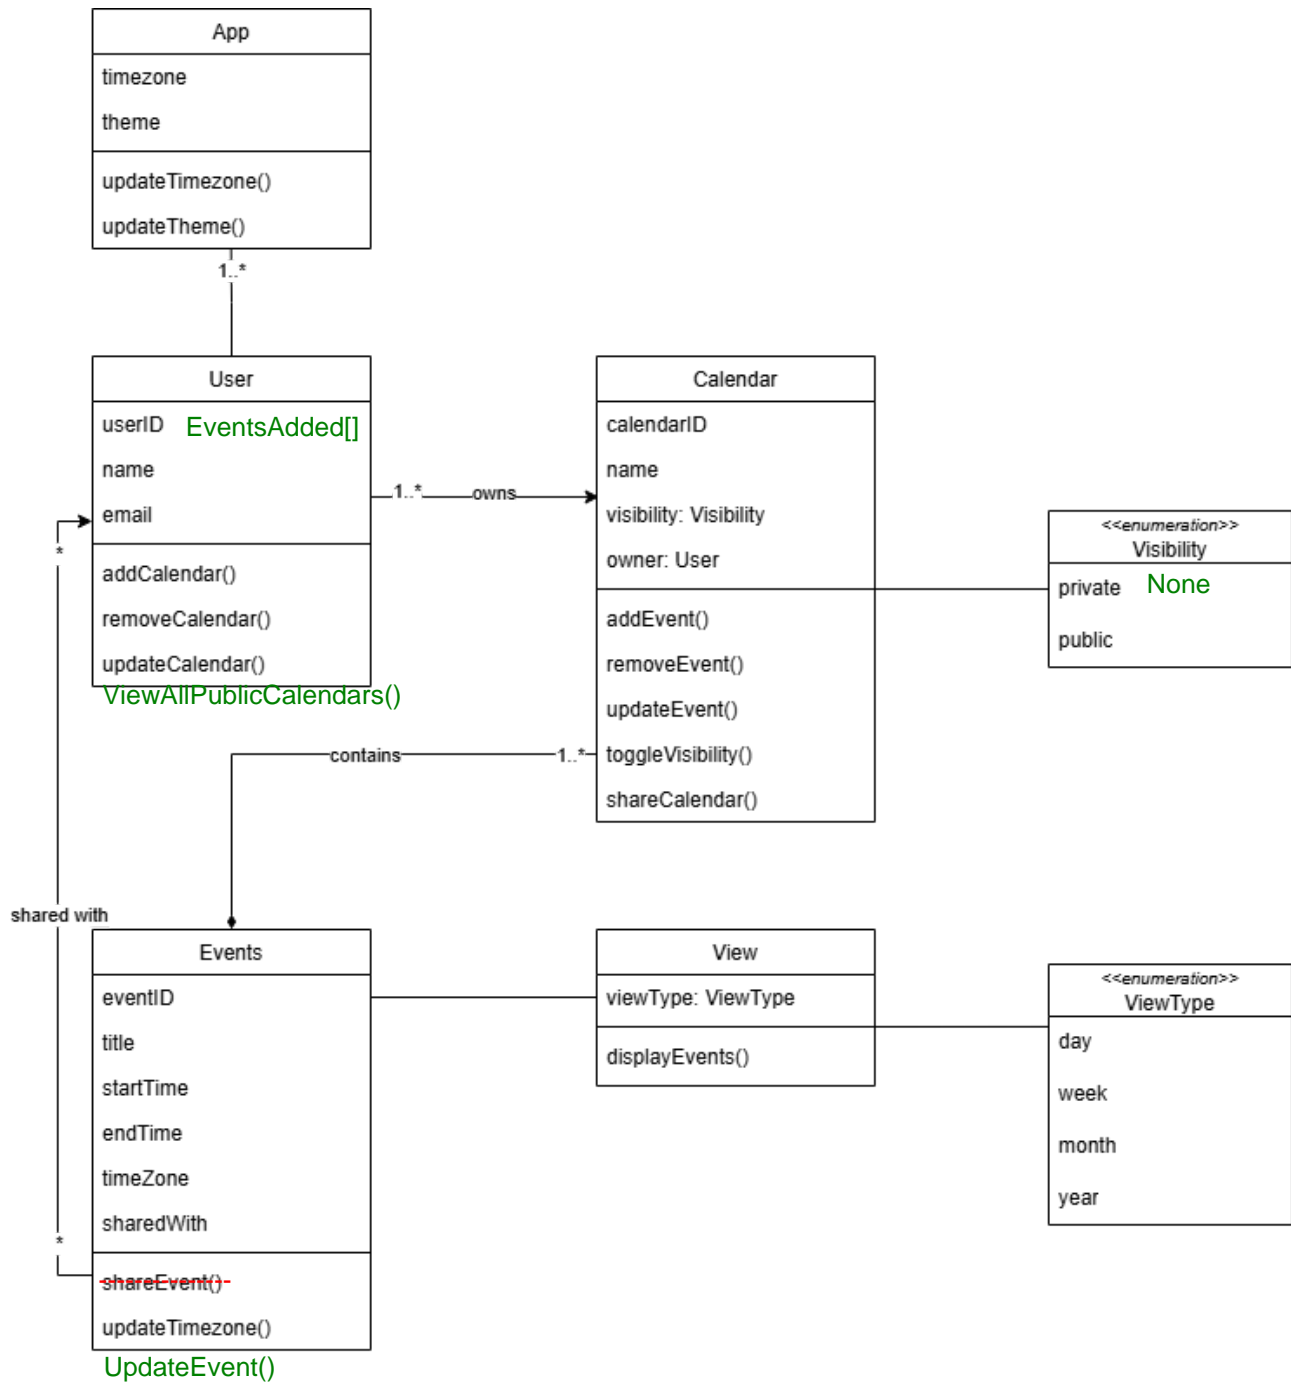 App
timezone
theme
updateTimezone()
updateTheme()
1..*
User
userID EventsAdded[]
name
email
addCalendar()
removeCalendar()
updateCalendar()
ViewAllPublicCalendars()
1..* owns
Calendar
calendarID
name
visibility: Visibility
owner: User
addEvent()
removeEvent()
updateEvent()
toggleVisibility()
shareCalendar()
<<enumeration>>
Visibility
private None
public
contains 1..*
*
shared with
*
Events
eventID
title
startTime
endTime
timeZone
sharedWith
shareEvent()
updateTimezone()
UpdateEvent()
View
viewType: ViewType
displayEvents()
<<enumeration>>
ViewType
day
week
month
year